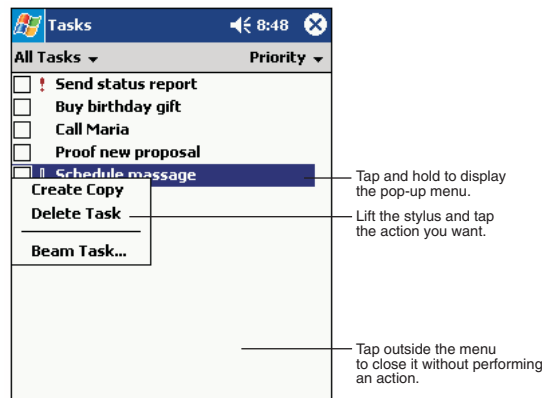 Tasks 8:48
All Tasks Priority
Send status report
Buy birthday gift
Call Maria
Proof new proposal
Schedule massage
Create Copy
Delete Task
Beam Task...
Tap and hold to display
the pop-up menu.
Lift the stylus and tap
the action you want.
Tap outside the menu
to close it without performing
an action.